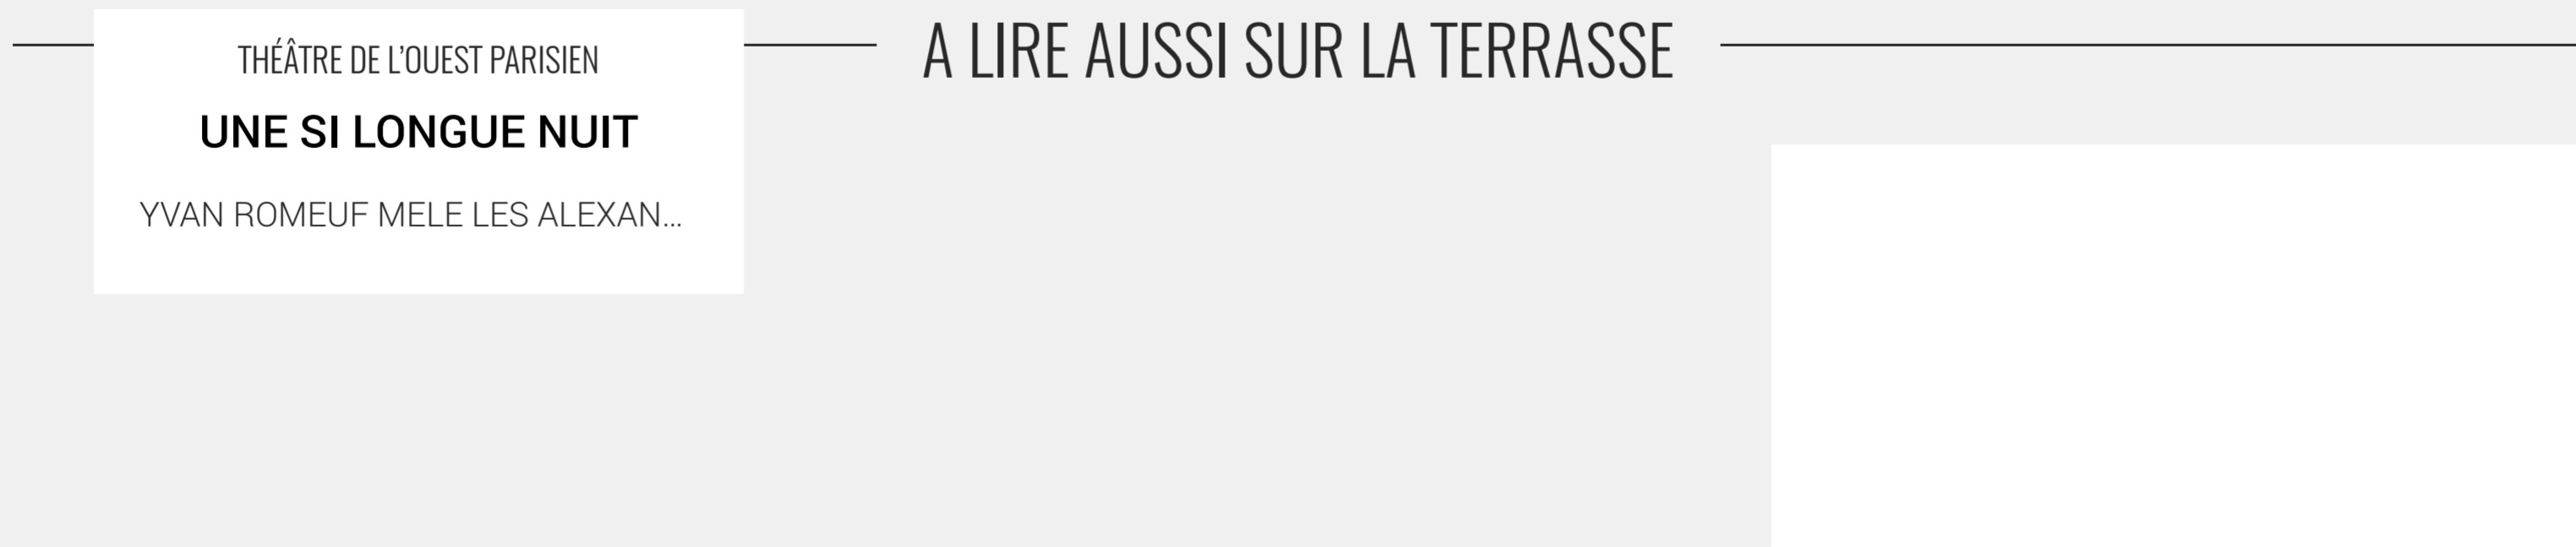 THÉÂTRE DE L'OUEST PARISIEN
UNE SI LONGUE NUIT
YVAN ROMEUF MELE LES ALEXAN...
A LIRE AUSSI SUR LA TERRASSE